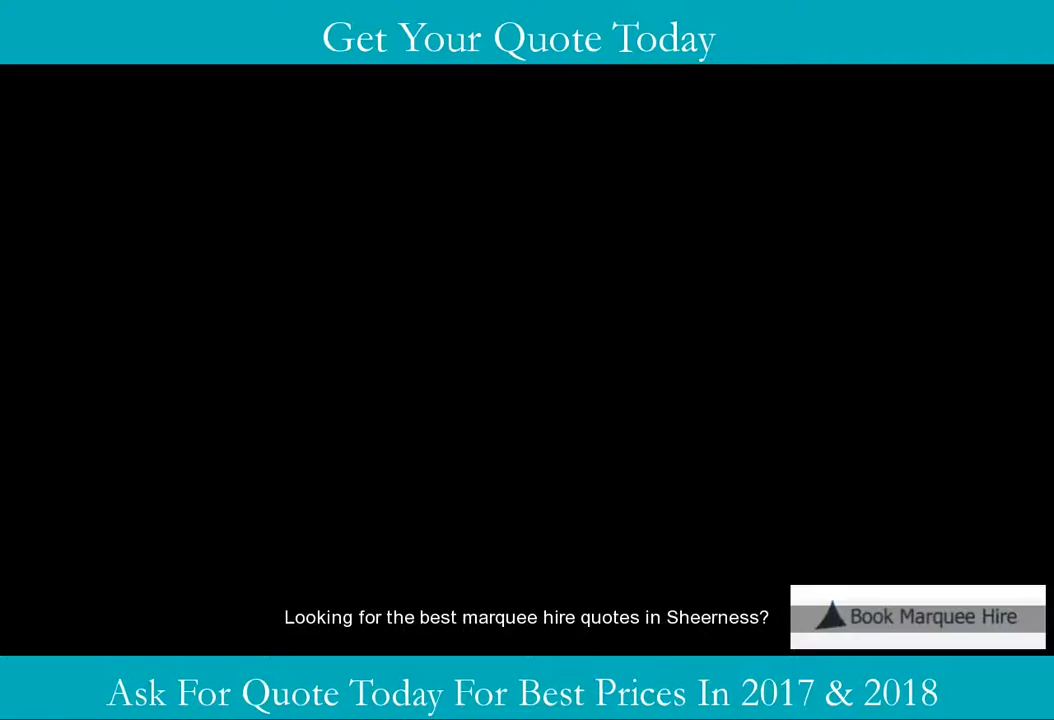 Get Your Quote Today
Looking for the best marquee hire quotes in Sheerness?
Book Marquee Hire
Ask For Quote Today For Best Prices In 2017 & 2018